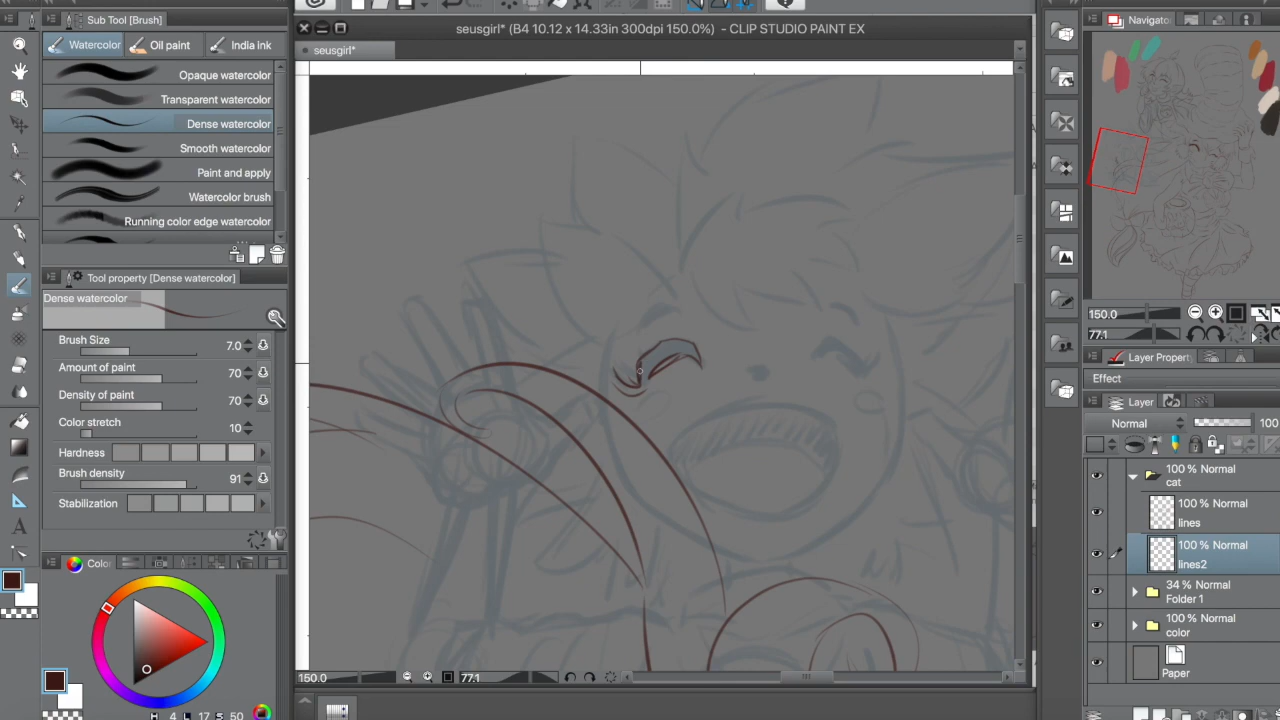 Sub Tool [Brush]
Watercolor
Oil paint
India ink
Opaque watercolor
Transparent watercolor
Dense watercolor
Smooth watercolor
Paint and apply
Watercolor brush
Running color edge watercolor
Tool property [Dense watercolor]
Dense watercolor
Brush Size 7.0
Amount of paint 70
Density of paint 70
Color stretch 10
Hardness
Brush density 91
Stabilization
Color
H 4 L 17 S 50
seusgirl* (B4 10.12 x 14.33in 300dpi 150.0%) - CLIP STUDIO PAINT EX
seusgirl*
150.0
77.1
Navigator
150.0
77.1
Layer Propert
Effect
Layer
Normal 100
100 % Normal
cat
100 % Normal
lines
100 % Normal
lines2
34 % Normal
Folder 1
100 % Normal
color
Paper